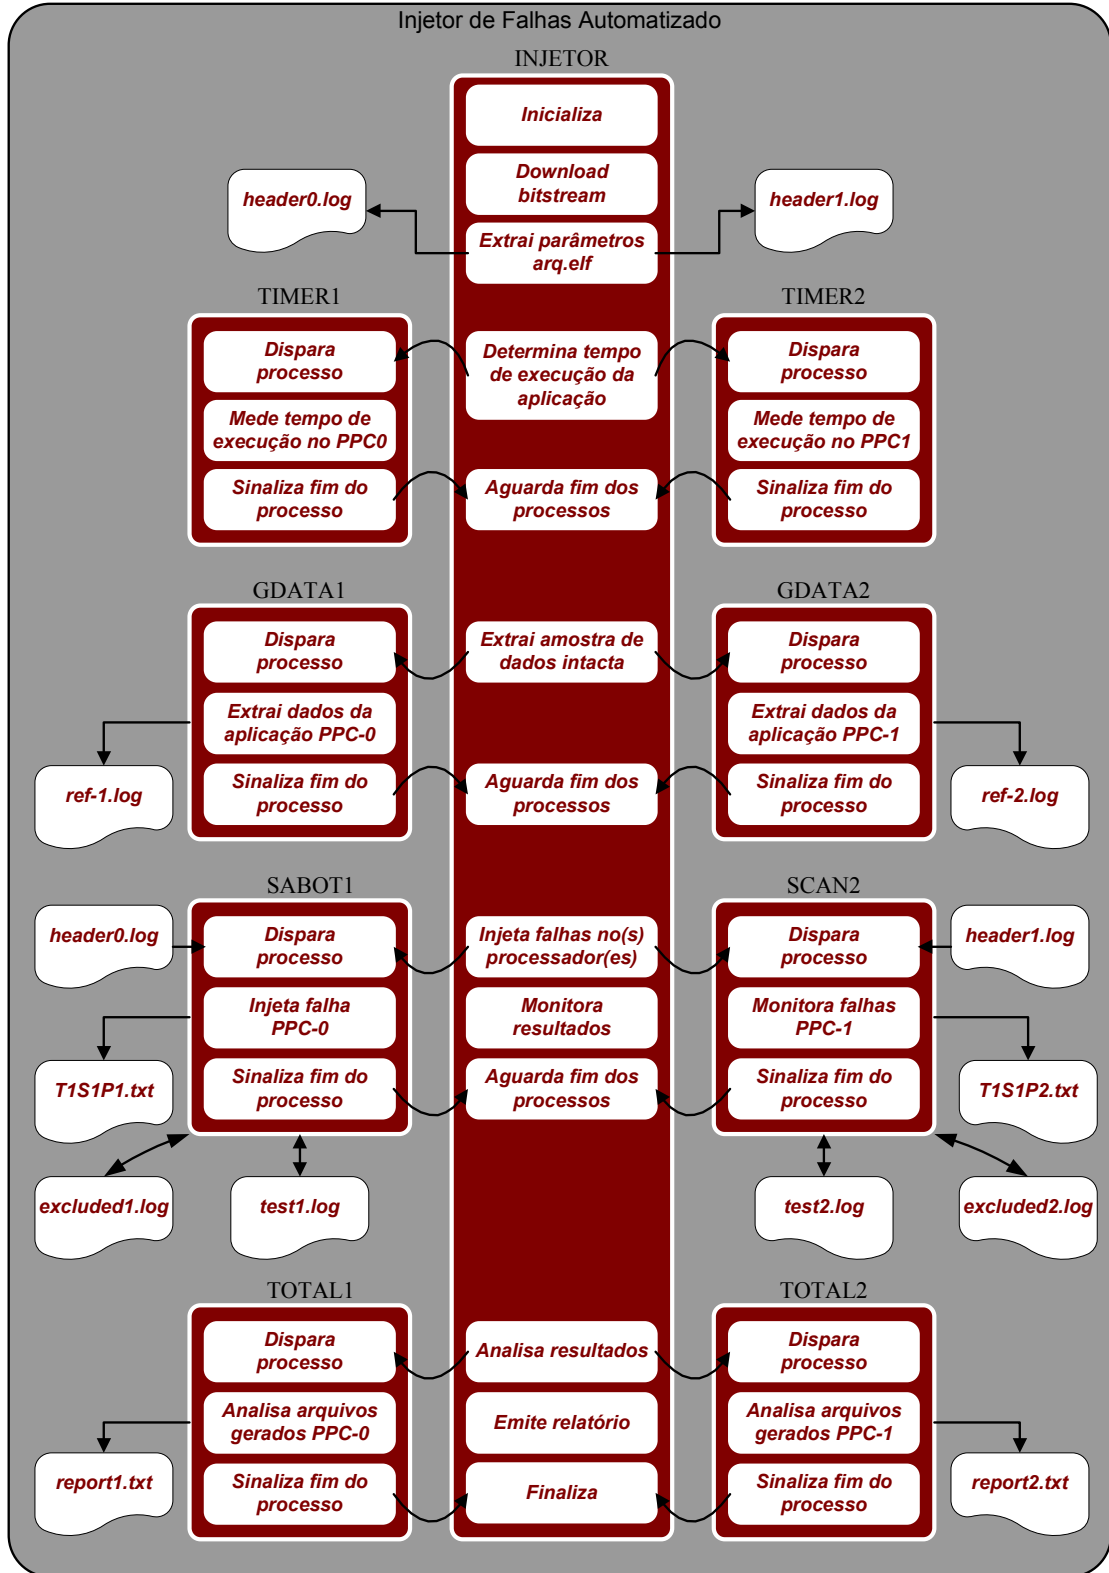 Injetor de Falhas Automatizado
INJETOR
Inicializa
Download
bitstream
header0.log
header1.log
Extrai parâmetros
arq.elf
TIMER1
TIMER2
Dispara
processo
Determina tempo
de execução da
aplicação
Dispara
processo
Mede tempo de
execução no PPC0
Mede tempo de
execução no PPC1
Sinaliza fim do
processo
Aguarda fim dos
processos
Sinaliza fim do
processo
GDATA1
GDATA2
Dispara
processo
Extrai amostra de
dados intacta
Dispara
processo
Extrai dados da
aplicação PPC-0
Extrai dados da
aplicação PPC-1
ref-1.log
Sinaliza fim do
processo
Aguarda fim dos
processos
Sinaliza fim do
processo
ref-2.log
SABOT1
SCAN2
header0.log
Dispara
processo
Injeta falhas no(s)
processador(es)
Dispara
processo
header1.log
Injeta falha
PPC-0
Monitora
resultados
Monitora falhas
PPC-1
T1S1P1.txt
Sinaliza fim do
processo
Aguarda fim dos
processos
Sinaliza fim do
processo
T1S1P2.txt
excluded1.log
test1.log
test2.log
excluded2.log
TOTAL1
TOTAL2
Dispara
processo
Analisa resultados
Dispara
processo
Analisa arquivos
gerados PPC-0
Emite relatório
Analisa arquivos
gerados PPC-1
report1.txt
Sinaliza fim do
processo
Finaliza
Sinaliza fim do
processo
report2.txt